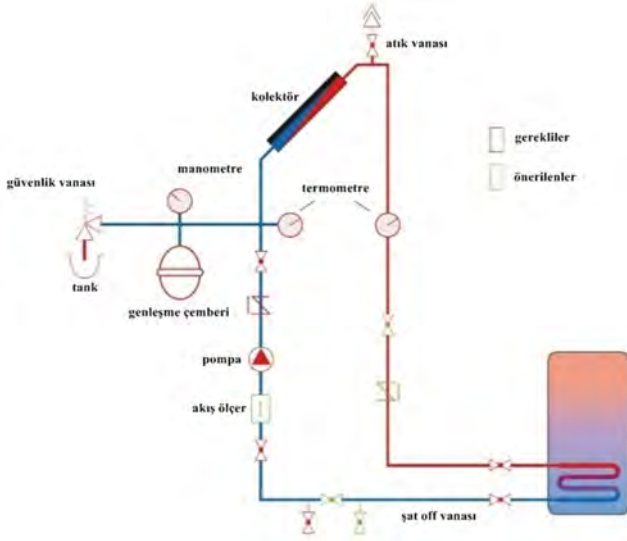 atık vanası
kolektör
gerekliler
manometre
önerilenler
güvenlik vanası
termometre
tank
genleşme çemberi
pompa
akış ölçer
şat off vanası